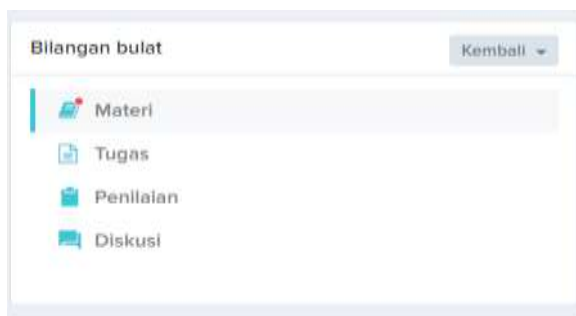 Bilangan bulat
Kembali
Materi
Tugas
Penilaian
Diskusi